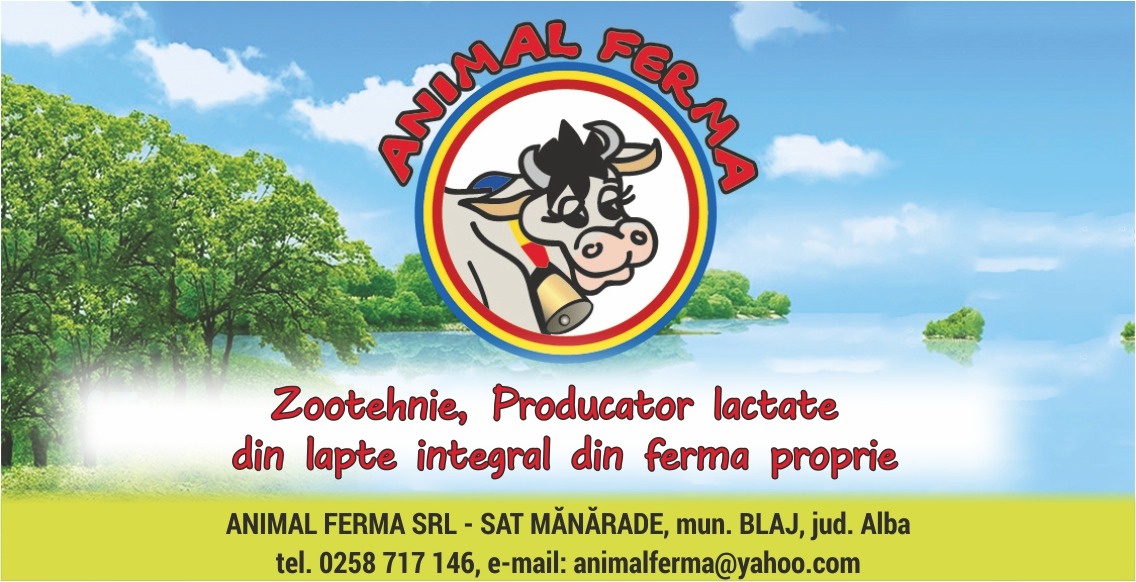 ANIMAL FERMA
Zootehnie, Producator lactate
din lapte integral din ferma proprie
ANIMAL FERMA SRL - SAT MĂNĂRADE, mun. BLAJ, jud. Alba
tel. 0258 717 146, e-mail: animalferma@yahoo.com